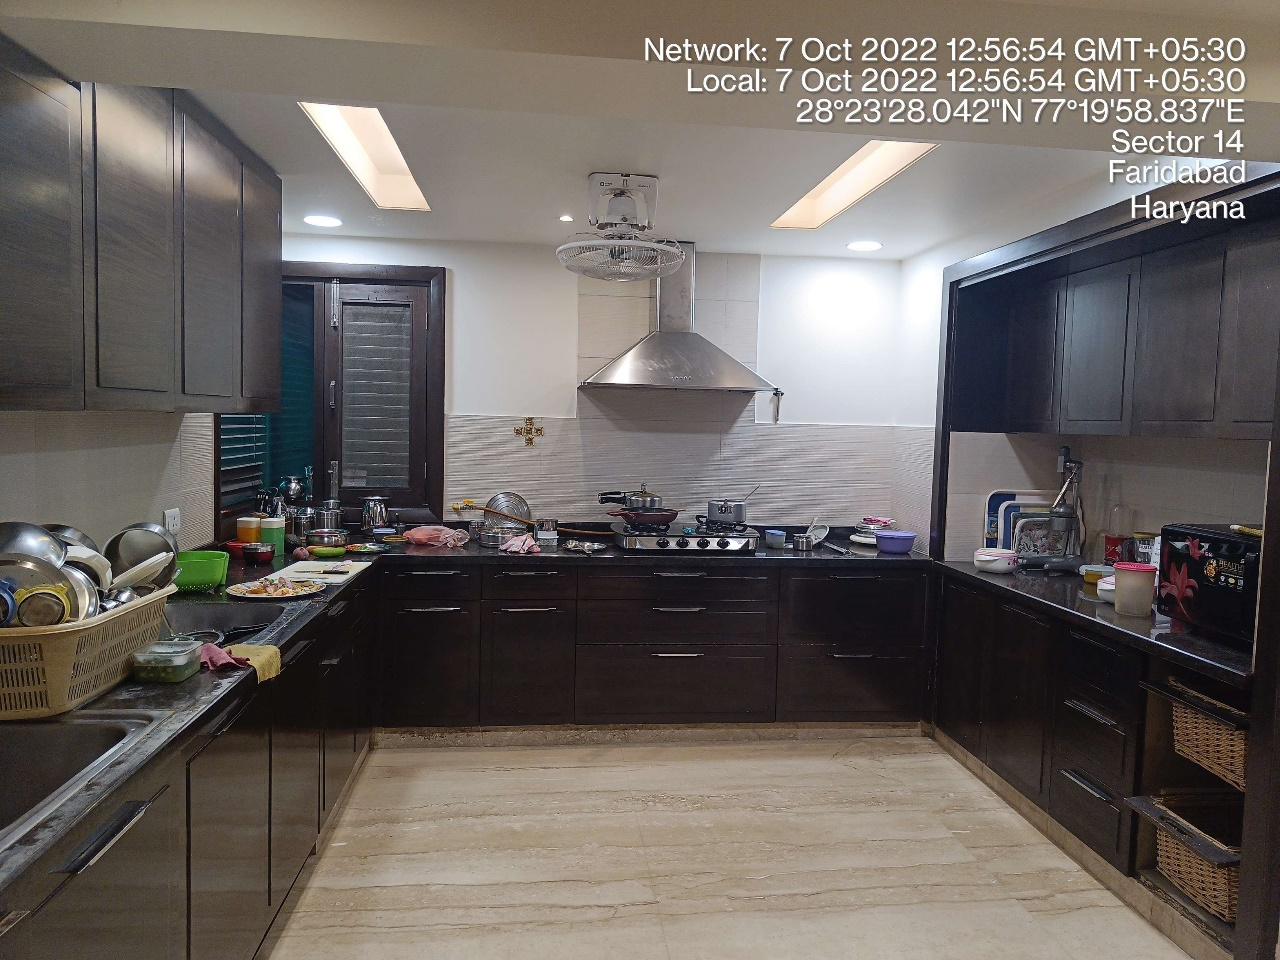 Network: 7 Oct 2022 12:56:54 GMT+05:30
Local: 7 Oct 2022 12:56:54 GMT+05:30
28°23'28.042"N 77°19'58.837"E
Sector 14
Faridabad
Haryana